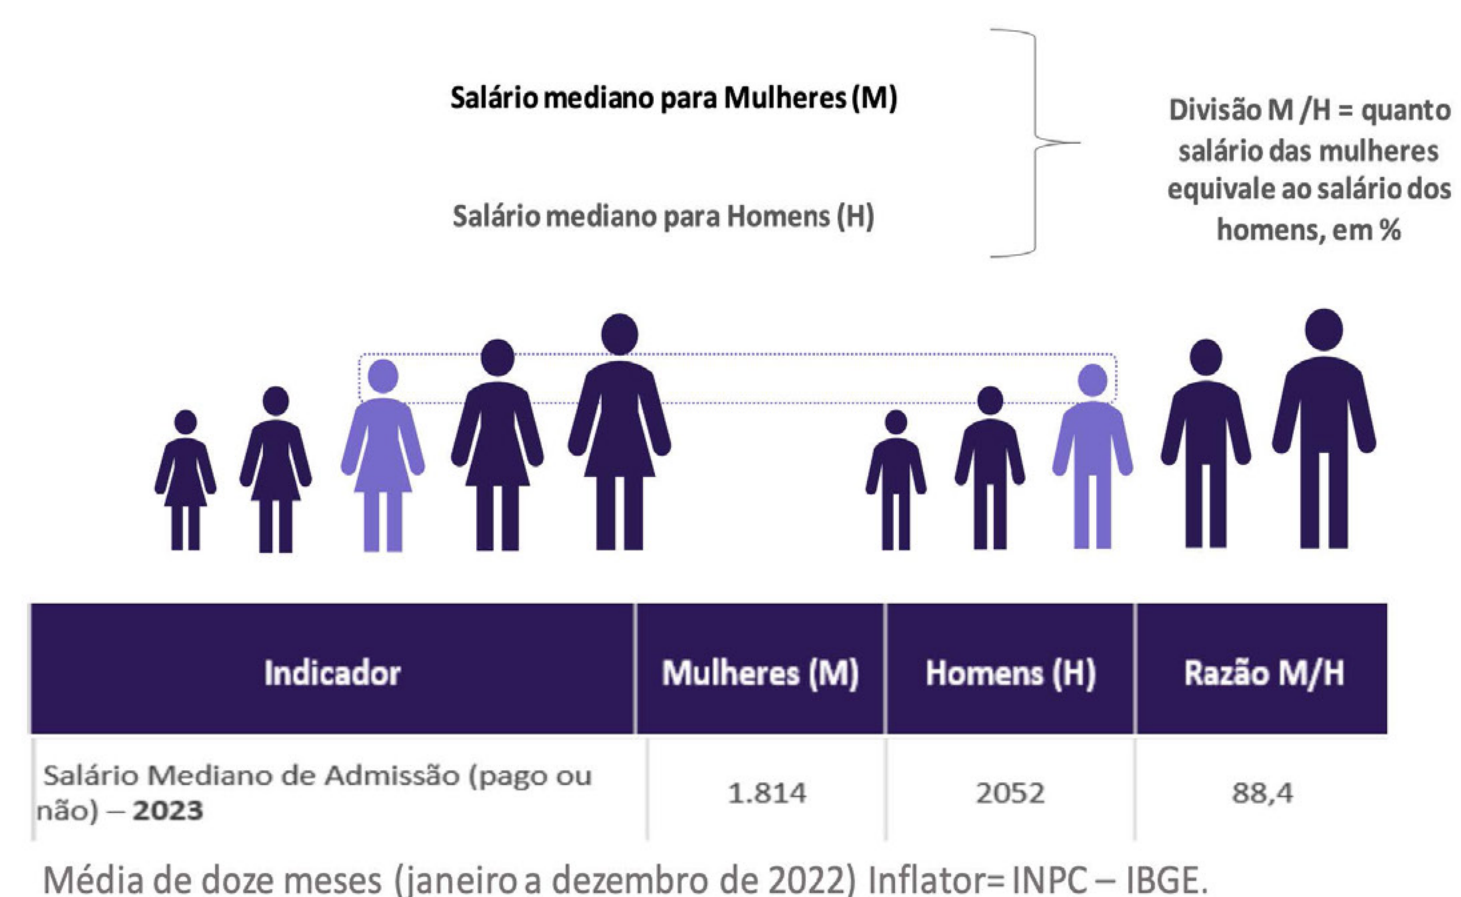 Salário mediano para Mulheres (M)
Salário mediano para Homens (H)
Divisão M /H = quanto
salário das mulheres
equivale ao salário dos
homens, em %
Indicador
Mulheres (M)
Homens (H)
Razão M/H
Salário Mediano de Admissão (pago ou
não) – 2023
1.814
2052
88,4
Média de doze meses (janeiro a dezembro de 2022) Inflator= INPC – IBGE.